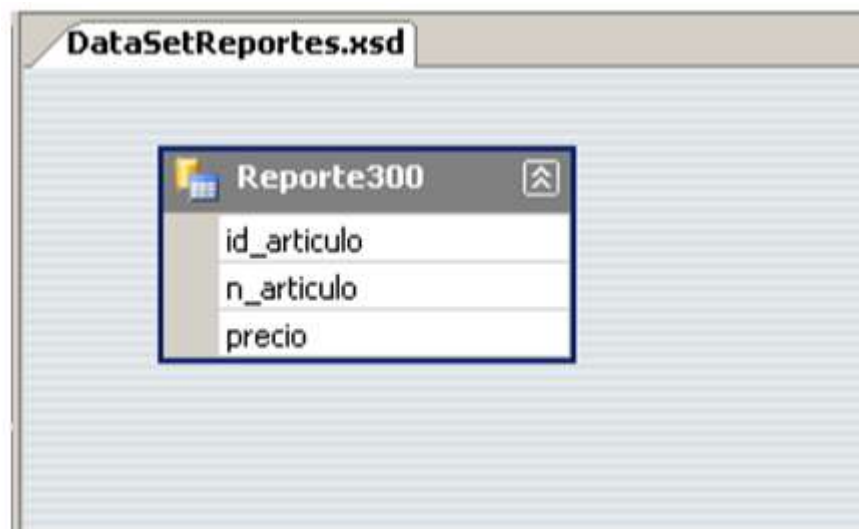 DataSetReportes.xsd
Reporte300
id_articulo
n_articulo
precio